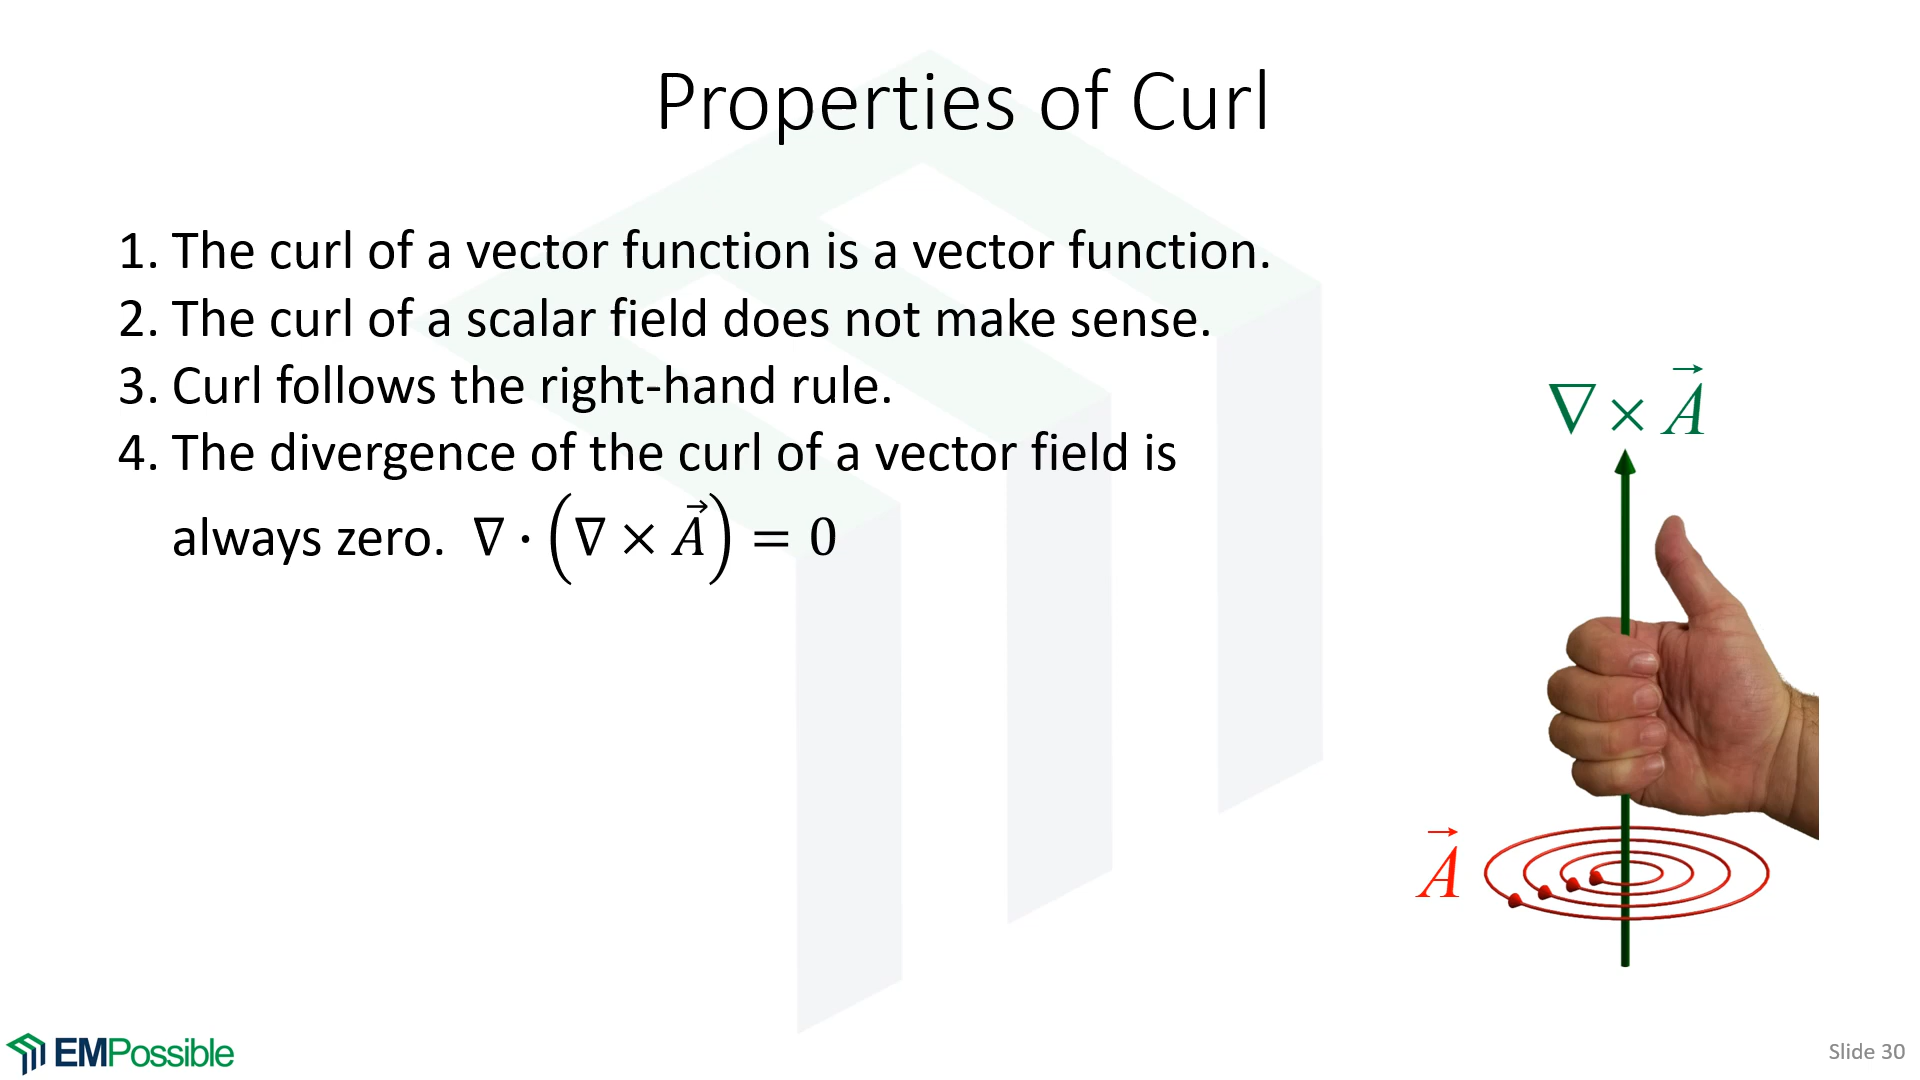 Properties of Curl
1. The curl of a vector function is a vector function.
2. The curl of a scalar field does not make sense.
3. Curl follows the right-hand rule.
4. The divergence of the curl of a vector field is
always zero. ∇ · (∇ × A⃗) = 0
∇ × A⃗
A⃗
EMPossible
Slide 30